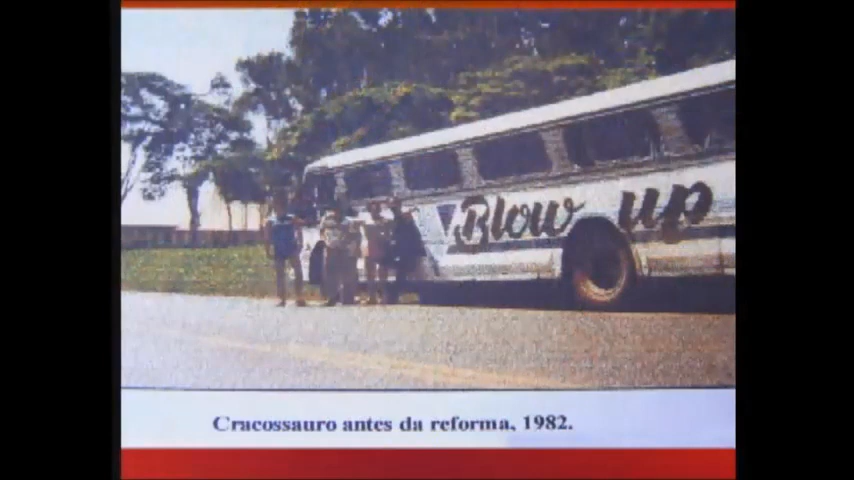 Blow up
Cracossauro antes da reforma, 1982.